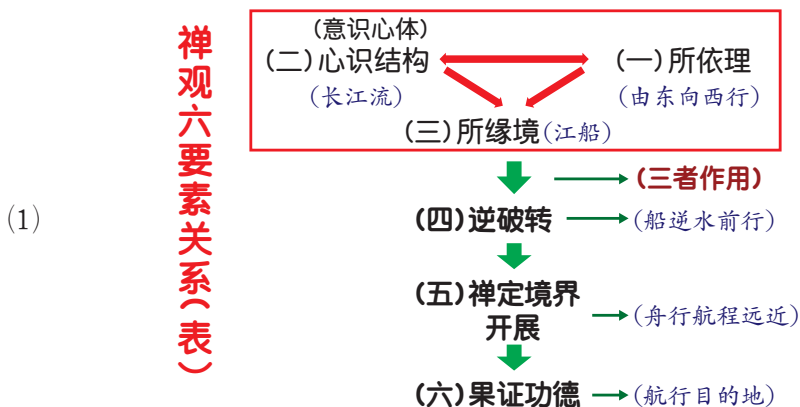 禅观六要素关系(表)
(1)
(意识心体)
(二)心识结构
(一)所依理
(长江流)
(由东向西行)
(三)所缘境(江船)
(三者作用)
(四)逆破转
(船逆水前行)
(五)禅定境界
开展
(舟行航程远近)
(六)果证功德
(航行目的地)